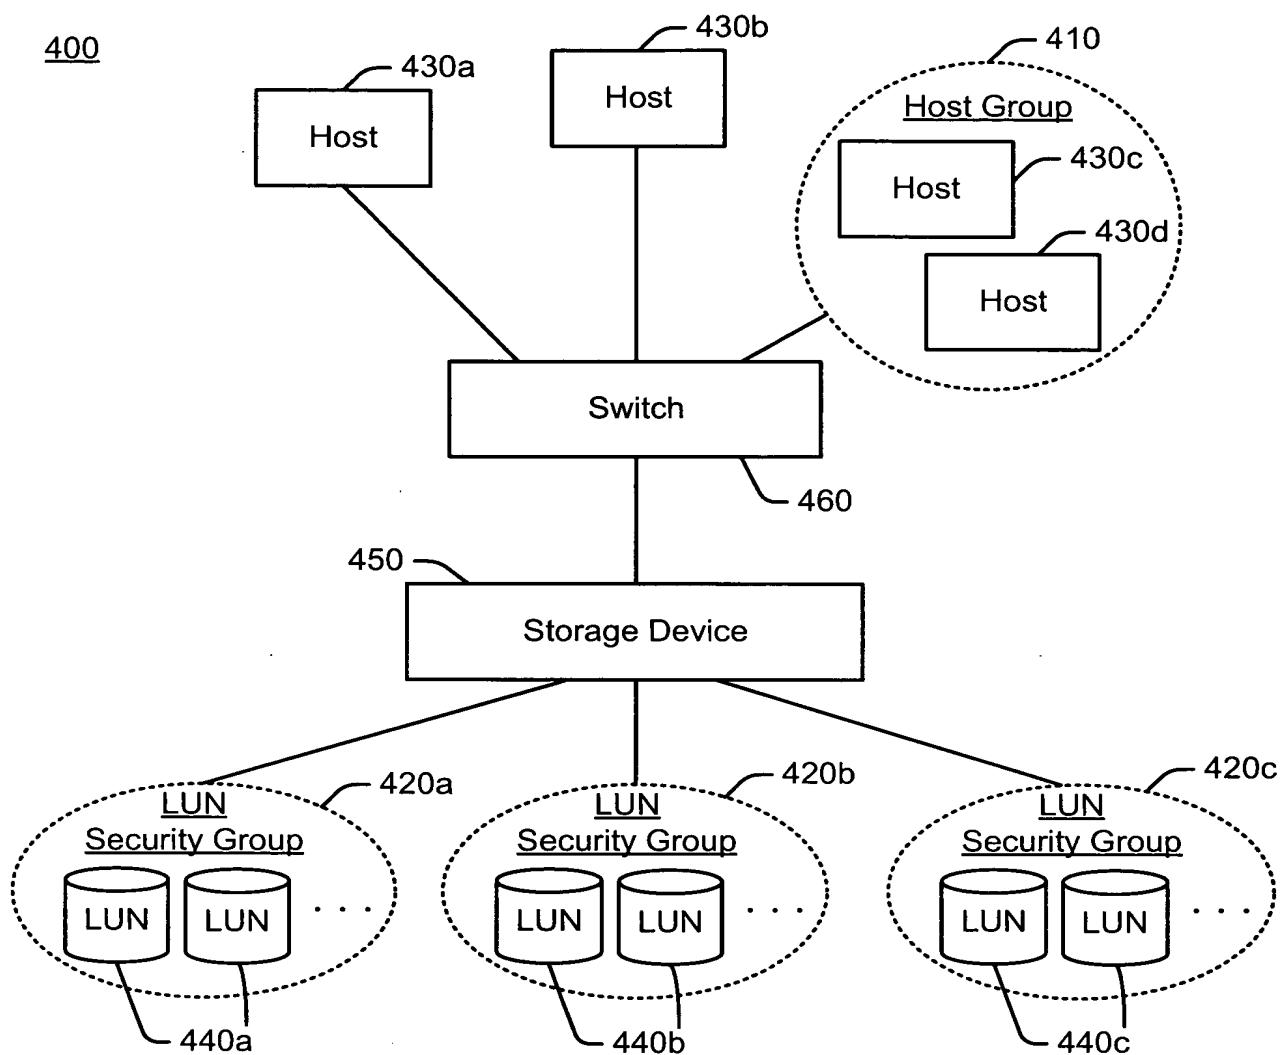 400
430a
430b
410
Host
Host
Host Group
Host
430c
430d
Host
Switch
460
450
Storage Device
420a
420b
420c
LUN
Security Group
LUN
Security Group
LUN
Security Group
LUN
LUN
. . . .
LUN
LUN
. . . .
LUN
LUN
. . . .
440a
440b
440c